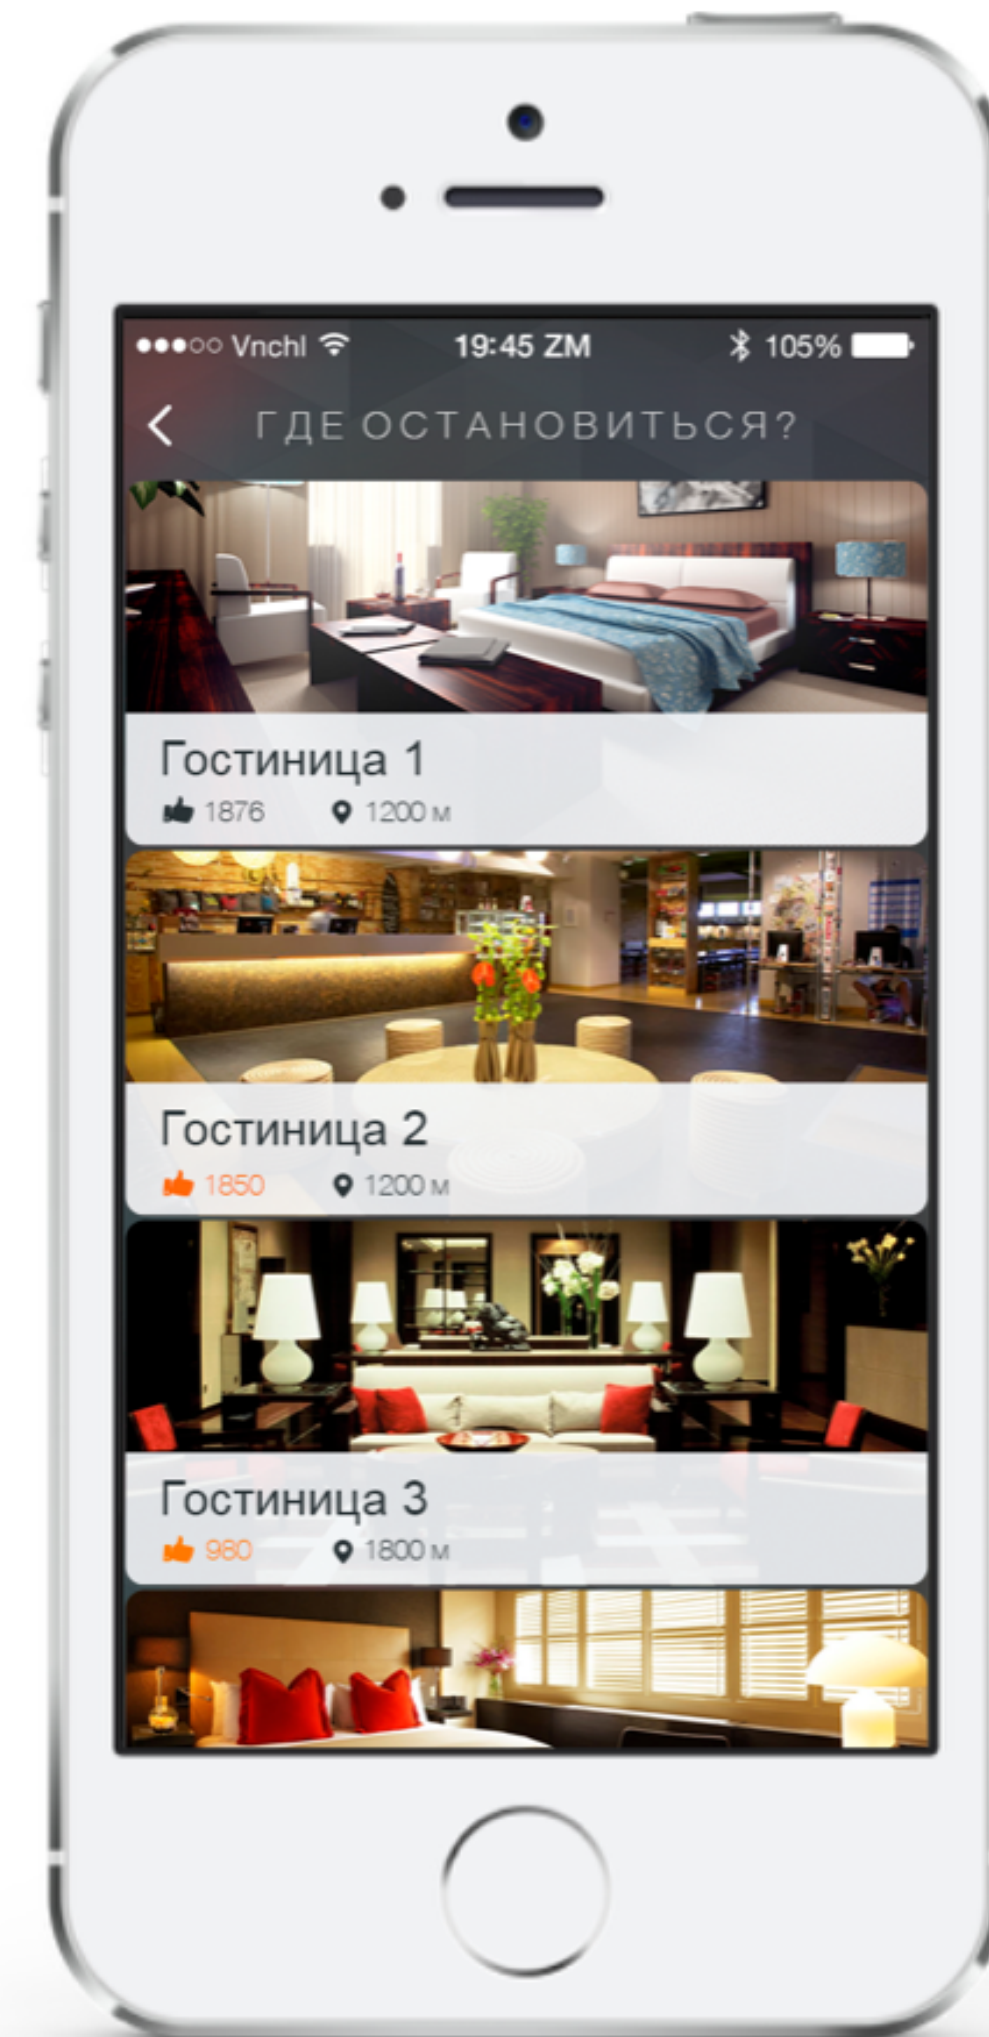 Vnchl 19:45 ZM 105%
ГДЕ ОСТАНОВИТЬСЯ?
Гостиница 1
1876 1200 м
Гостиница 2
1850 1200 м
Гостиница 3
980 1800 м